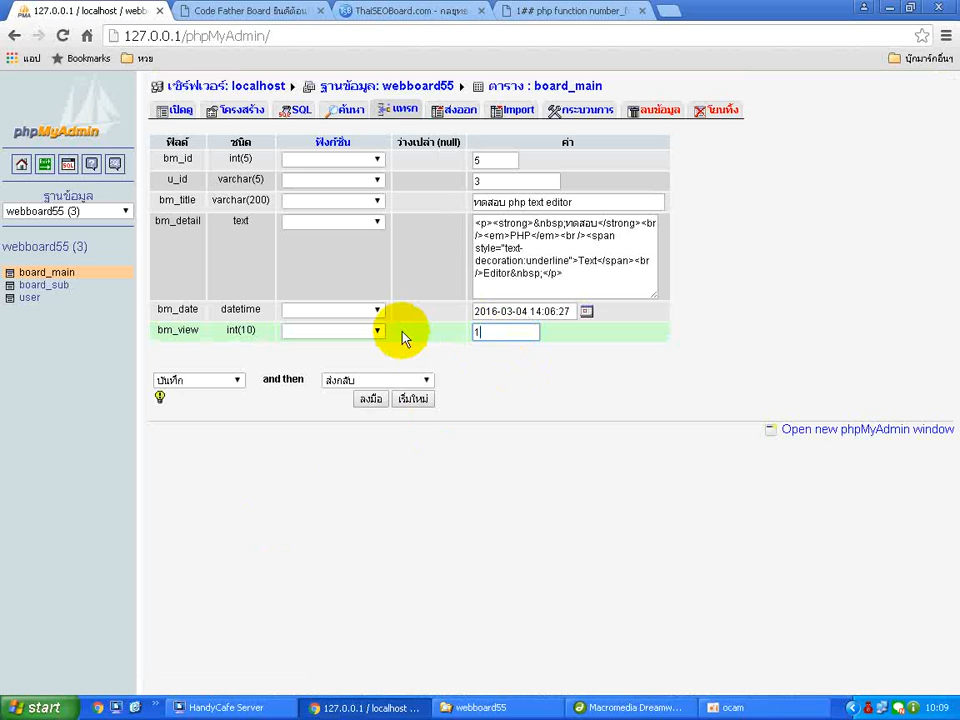 127.0.0.1 / localhost / webb
Code Father Board ยินดีต้อน
ThaiSEOBoard.com - กลยุทธ
1## php function number_f
127.0.0.1/phpMyAdmin/
แอป Bookmarks หวย บุ๊กมาร์กอื่นๆ
เซิร์ฟเวอร์: localhost ฐานข้อมูล: webboard55 ตาราง : board_main
เปิดดู โครงสร้าง SQL ค้นหา แทรก ส่งออก Import กระบวนการ ลบข้อมูล โยนทิ้ง
phpMyAdmin
ฐานข้อมูล
webboard55 (3)
webboard55 (3)
board_main
board_sub
user
ฟิลด์ ชนิด ฟังก์ชั่น ว่างเปล่า (null) ค่า
bm_id int(5) 5
u_id varchar(5) 3
bm_title varchar(200) ทดสอบ php text editor
bm_detail text <p><strong>&nbsp;ทดสอบ</strong><br
/><em>PHP</em><br /><span
style="text-
decoration:underline">Text</span><br
/>Editor&nbsp;</p>
bm_date datetime 2016-03-04 14:06:27
bm_view int(10) 1
บันทึก and then ส่งกลับ
ลงมือ เริ่มใหม่
Open new phpMyAdmin window
start HandyCafe Server 127.0.0.1 / localhost ... webboard55 Macromedia Dreamw... ocam 10:09